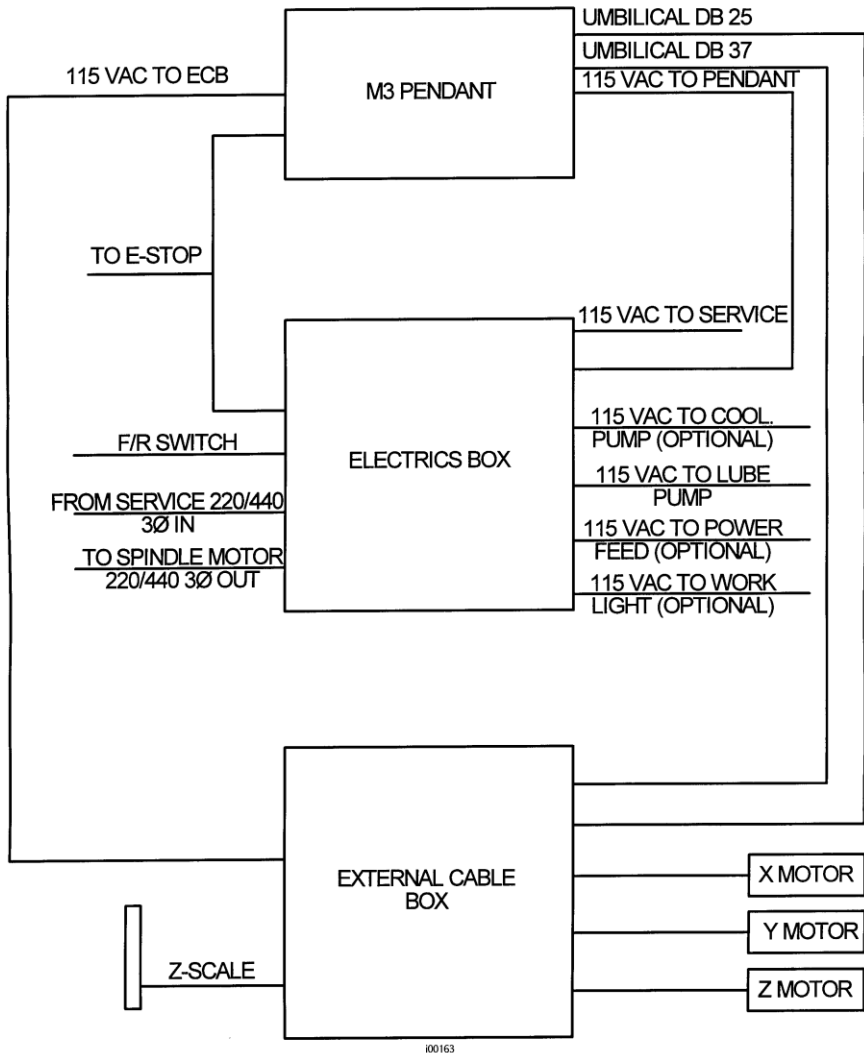 UMBILICAL DB 25
UMBILICAL DB 37
115 VAC TO ECB
115 VAC TO PENDANT
M3 PENDANT
TO E-STOP
115 VAC TO SERVICE
115 VAC TO COOL.
PUMP (OPTIONAL)
F/R SWITCH
ELECTRICS BOX
115 VAC TO LUBE
PUMP
FROM SERVICE 220/440
3Ø IN
115 VAC TO POWER
FEED (OPTIONAL)
TO SPINDLE MOTOR
220/440 3Ø OUT
115 VAC TO WORK
LIGHT (OPTIONAL)
EXTERNAL CABLE
BOX
X MOTOR
Y MOTOR
Z-SCALE
Z MOTOR
i00163